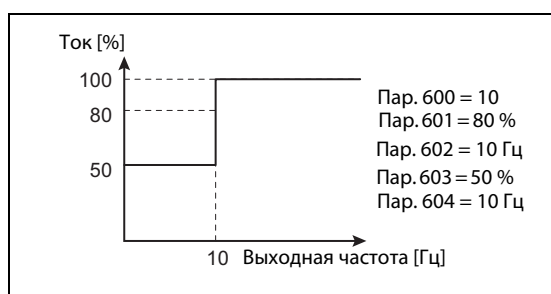 Ток [%]
100
80
50
10 Выходная частота [Гц]
Пар. 600 = 10
Пар. 601 = 80 %
Пар. 602 = 10 Гц
Пар. 603 = 50 %
Пар. 604 = 10 Гц